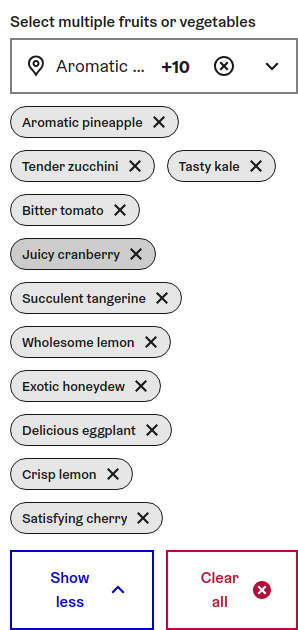 Select multiple fruits or vegetables
Aromatic ... +10
Aromatic pineapple
Tender zucchini Tasty kale
Bitter tomato
Juicy cranberry
Succulent tangerine
Wholesome lemon
Exotic honeydew
Delicious eggplant
Crisp lemon
Satisfying cherry
Show less
Clear all